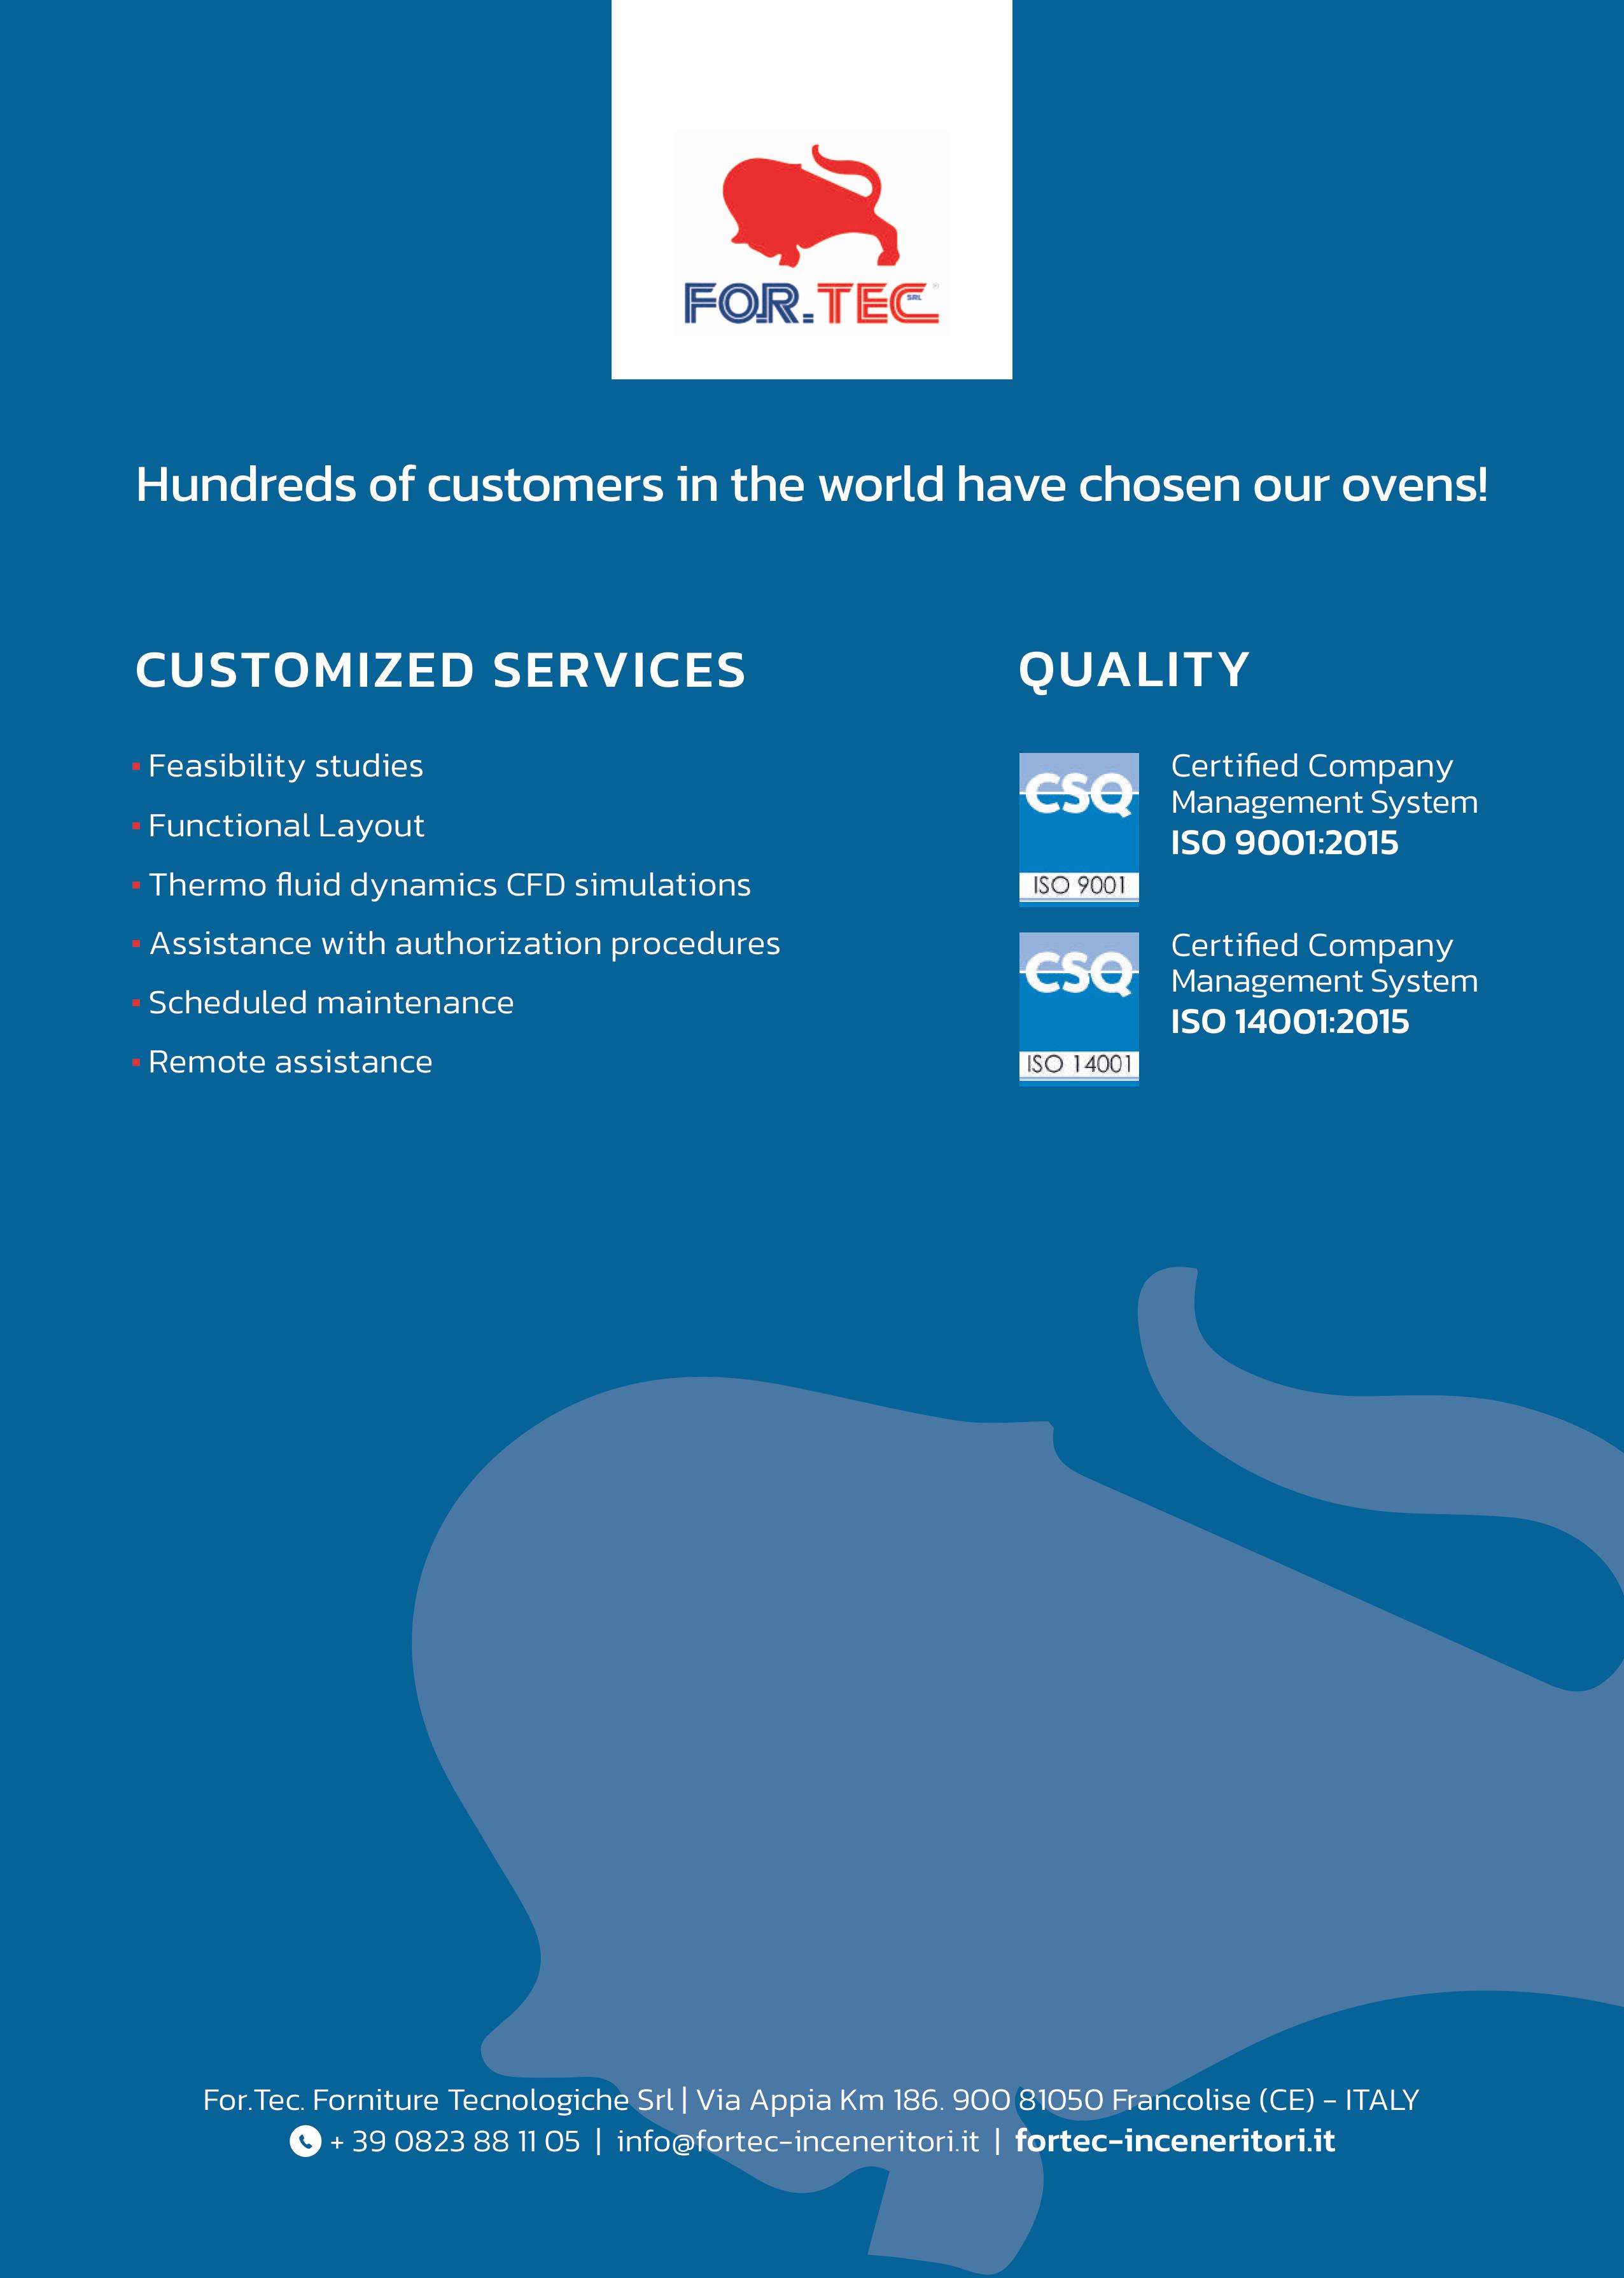 FOR.TEC SRL
Hundreds of customers in the world have chosen our ovens!
CUSTOMIZED SERVICES
▪ Feasibility studies
▪ Functional Layout
▪ Thermo fluid dynamics CFD simulations
▪ Assistance with authorization procedures
▪ Scheduled maintenance
▪ Remote assistance
QUALITY
CSQ
ISO 9001
Certified Company
Management System
ISO 9001:2015
CSQ
ISO 14001
Certified Company
Management System
ISO 14001:2015
For.Tec. Forniture Tecnologiche Srl | Via Appia Km 186. 900 81050 Francolise (CE) - ITALY
+ 39 0823 88 11 05 | info@fortec-inceneritori.it | fortec-inceneritori.it